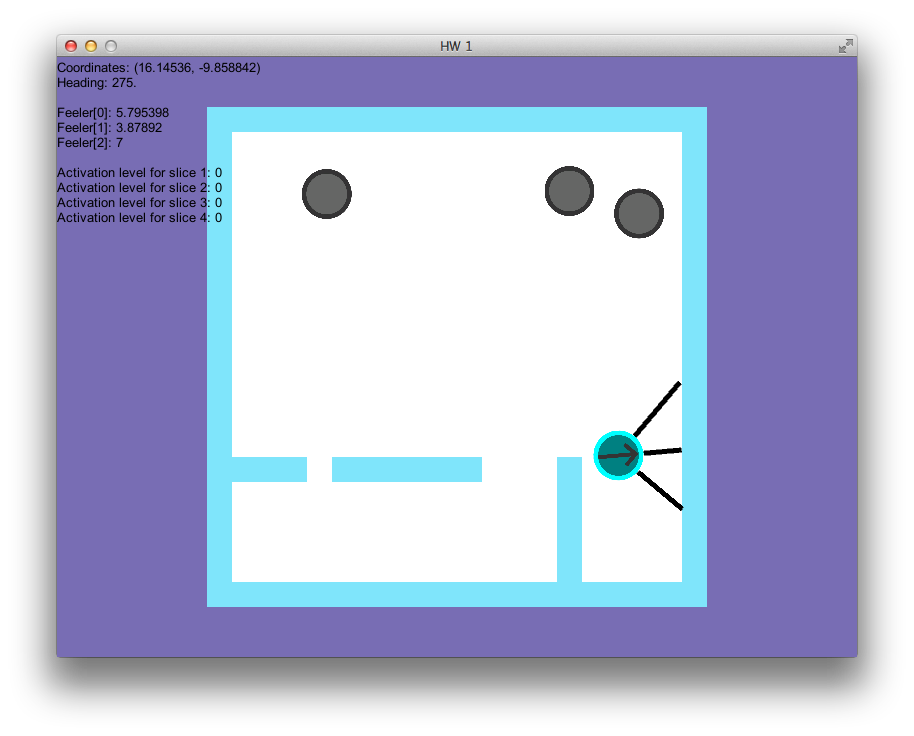 HW 1
Coordinates: (16.14536, -9.858842)
Heading: 275.
Feeler[0]: 5.795398
Feeler[1]: 3.87892
Feeler[2]: 7
Activation level for slice 1: 0
Activation level for slice 2: 0
Activation level for slice 3: 0
Activation level for slice 4: 0